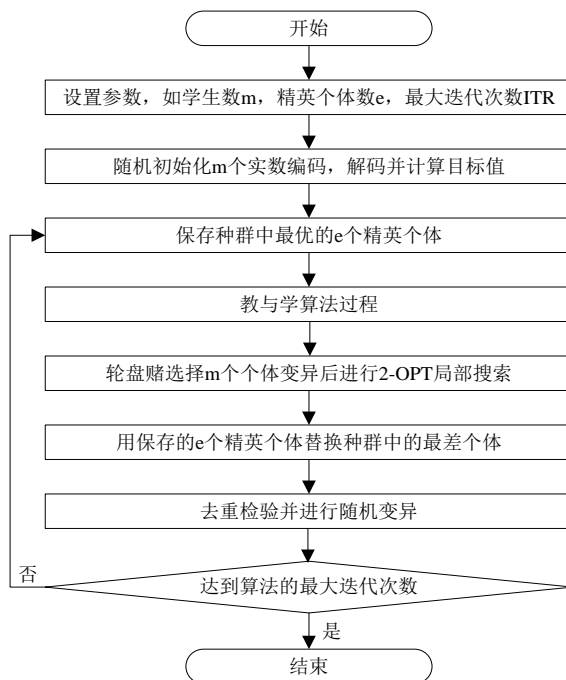 开始
设置参数，如学生数m，精英个体数e，最大迭代次数ITR
随机初始化m个实数编码，解码并计算目标值
保存种群中最优的e个精英个体
教与学算法过程
轮盘赌选择m个个体变异后进行2-OPT局部搜索
用保存的e个精英个体替换种群中的最差个体
去重检验并进行随机变异
否
达到算法的最大迭代次数
是
结束